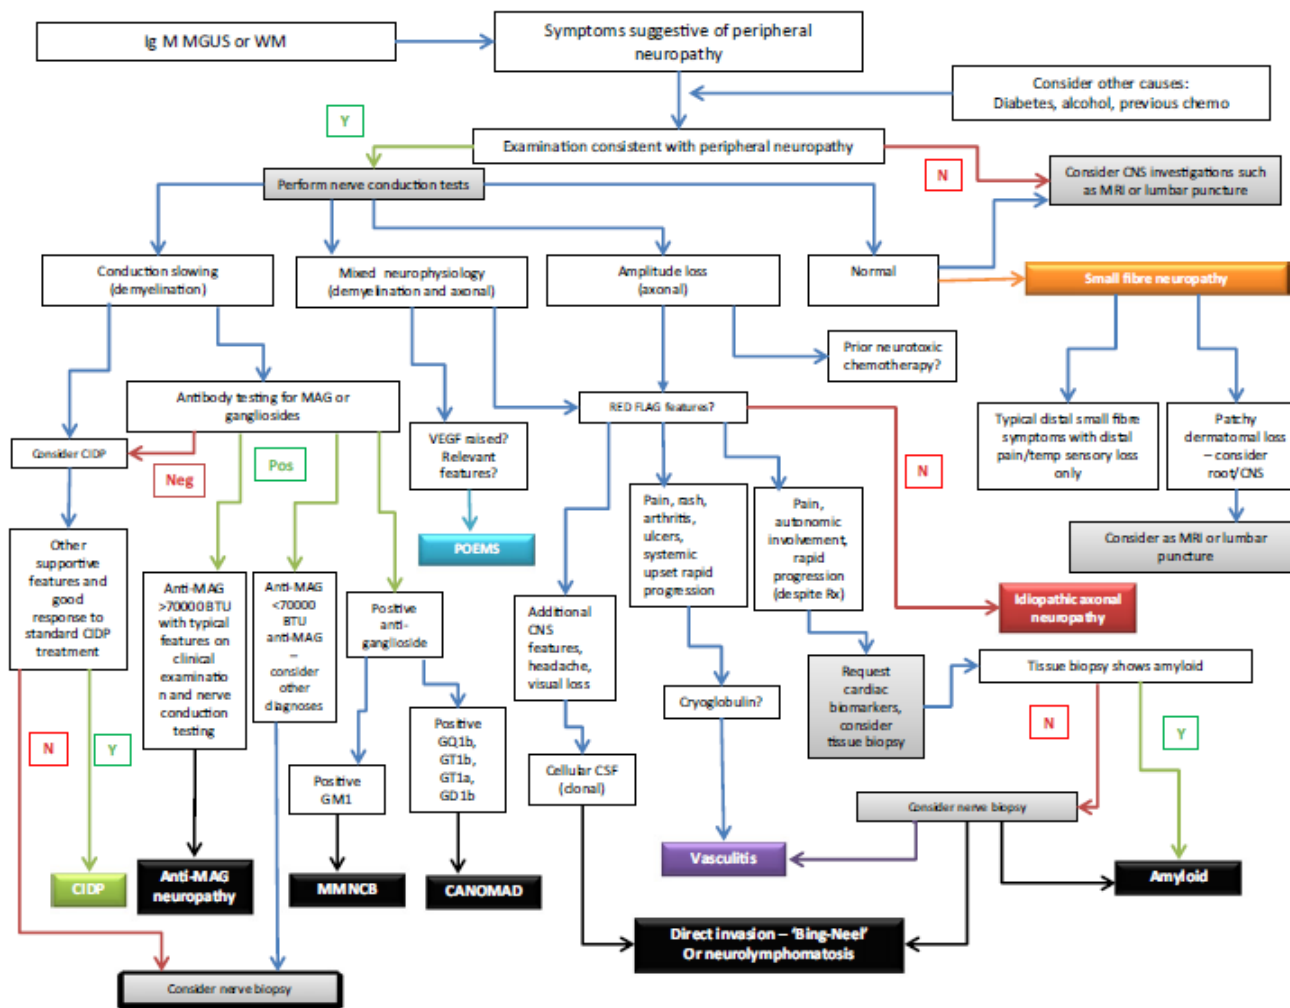 Ig M MGUS or WM
Symptoms suggestive of peripheral
neuropathy
Consider other causes:
Diabetes, alcohol, previous chemo
Y
Examination consistent with peripheral neuropathy
N
Consider CNS investigations such
as MRI or lumbar puncture
Perform nerve conduction tests
Conduction slowing
(demyelination)
Mixed neurophysiology
(demyelination and axonal)
Amplitude loss
(axonal)
Normal
Small fibre neuropathy
Prior neurotoxic
chemotherapy?
Antibody testing for MAG or
gangliosides
RED FLAG features?
Typical distal small fibre
symptoms with distal
pain/temp sensory loss
only
Patchy
dermatomal loss
– consider
root/CNS
Consider CIDP
Neg
Pos
VEGF raised?
Relevant
features?
N
POEMS
Pain, rash,
arthritis,
ulcers,
systemic
upset rapid
progression
Pain,
autonomic
involvement,
rapid
progression
(despite Rx)
Consider as MRI or lumbar
puncture
Other
supportive
features and
good
response to
standard CIDP
treatment
Anti-MAG
>70000 BTU
with typical
features on
clinical
examinatio
n and nerve
conduction
testing
Anti-MAG
<70000
BTU
anti-MAG
–
consider
other
diagnoses
Positive
anti-
ganglioside
Additional
CNS
features,
headache,
visual loss
Idiopathic axonal
neuropathy
Request
cardiac
biomarkers,
consider
tissue biopsy
Tissue biopsy shows amyloid
Cryoglobulin?
N
Y
N
Y
Positive
GM1
Positive
GQ1b,
GT1b,
GT1a,
GD1b
Cellular CSF
(clonal)
Consider nerve biopsy
Vasculitis
CIDP
Anti-MAG
neuropathy
MMNCB
CANOMAD
Amyloid
Direct invasion – ‘Bing-Neel’
Or neurolymphomatosis
Consider nerve biopsy